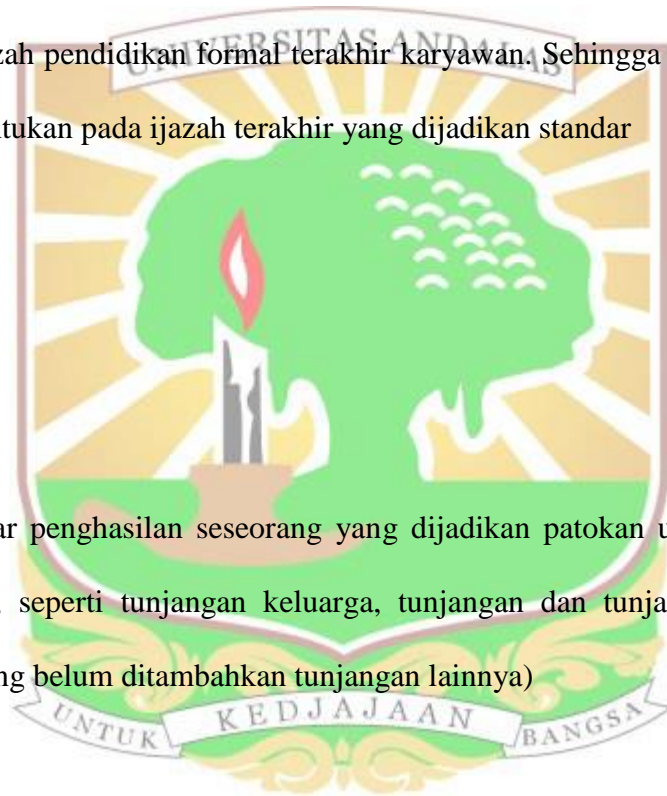 UNIVERSITAS ANDALAS
zah pendidikan formal terakhir karyawan. Sehingga
tukan pada ijazah terakhir yang dijadikan standar
ar penghasilan seseorang yang dijadikan patokan u
, seperti tunjangan keluarga, tunjangan dan tunja
ng belum ditambahkan tunjangan lainnya)
UNTUK KEDJAJAAN BANGSA